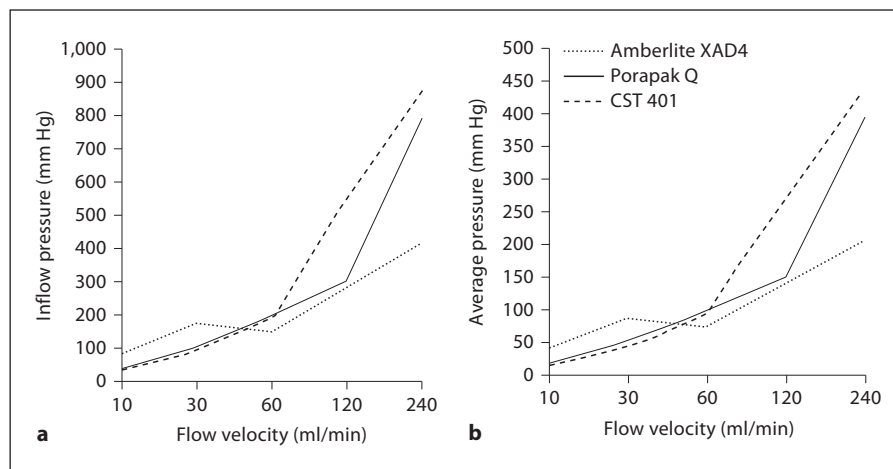 1,000
900
800
700
600
500
400
300
200
100
0
Inflow pressure (mm Hg)
10 30 60 120 240
Flow velocity (ml/min)
a
500
450
400
350
300
250
200
150
100
50
0
Average pressure (mm Hg)
Amberlite XAD4
Porapak Q
CST 401
10 30 60 120 240
Flow velocity (ml/min)
b